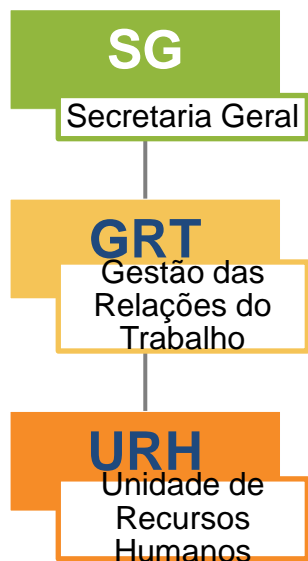 SG
Secretaria Geral
GRT
Gestão das
Relações do
Trabalho
URH
Unidade de
Recursos
Humanos